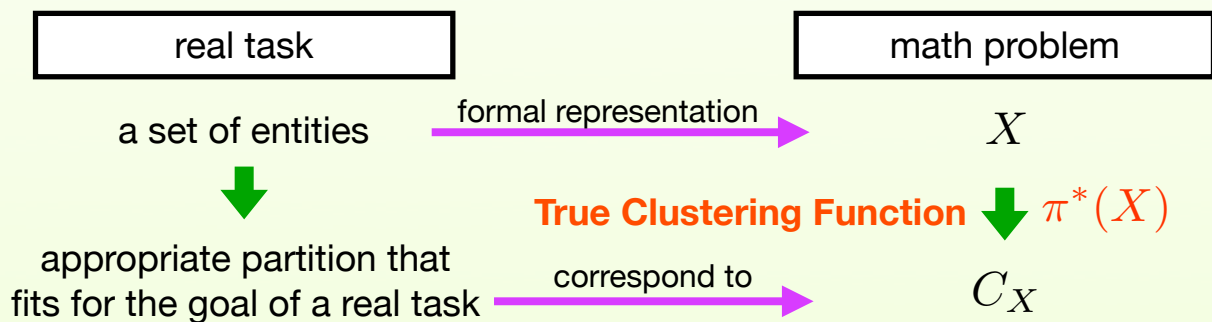 real task
math problem
a set of entities
formal representation
X
True Clustering Function
π*(X)
appropriate partition that
fits for the goal of a real task
correspond to
C_X